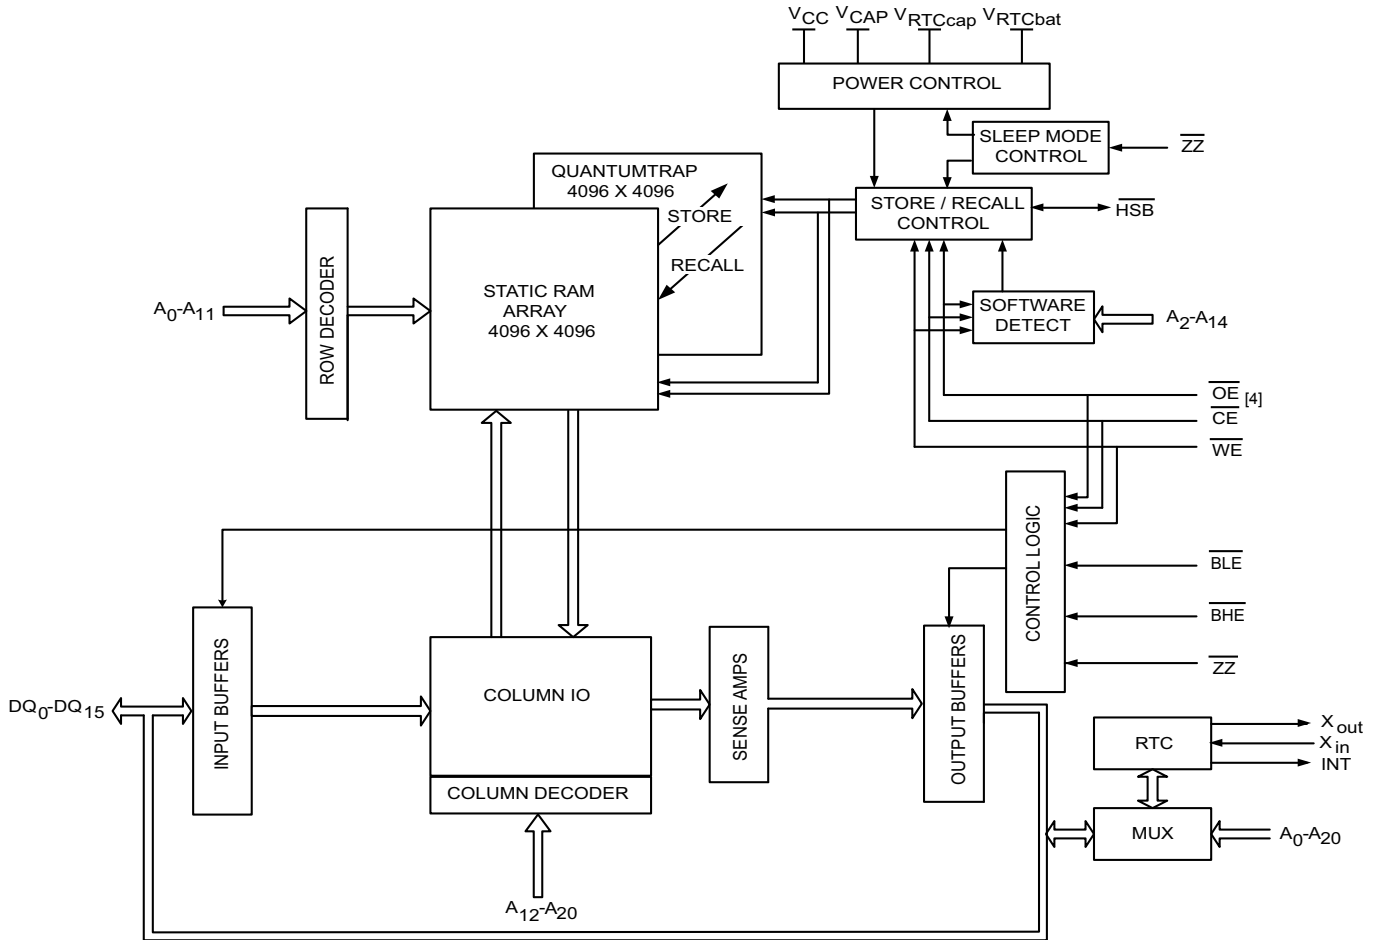 VCC VCAP VRTCcap VRTCbat
POWER CONTROL
SLEEP MODE
CONTROL
ZZ
QUANTUMTRAP
4096 X 4096
STORE
RECALL
STORE / RECALL
CONTROL
HSB
ROW DECODER
A0-A11
STATIC RAM
ARRAY
4096 X 4096
SOFTWARE
DETECT
A2-A14
OE [4]
CE
WE
CONTROL LOGIC
BLE
BHE
ZZ
DQ0-DQ15
INPUT BUFFERS
COLUMN IO
COLUMN DECODER
SENSE AMPS
OUTPUT BUFFERS
RTC
Xout
Xin
INT
MUX
A0-A20
A12-A20